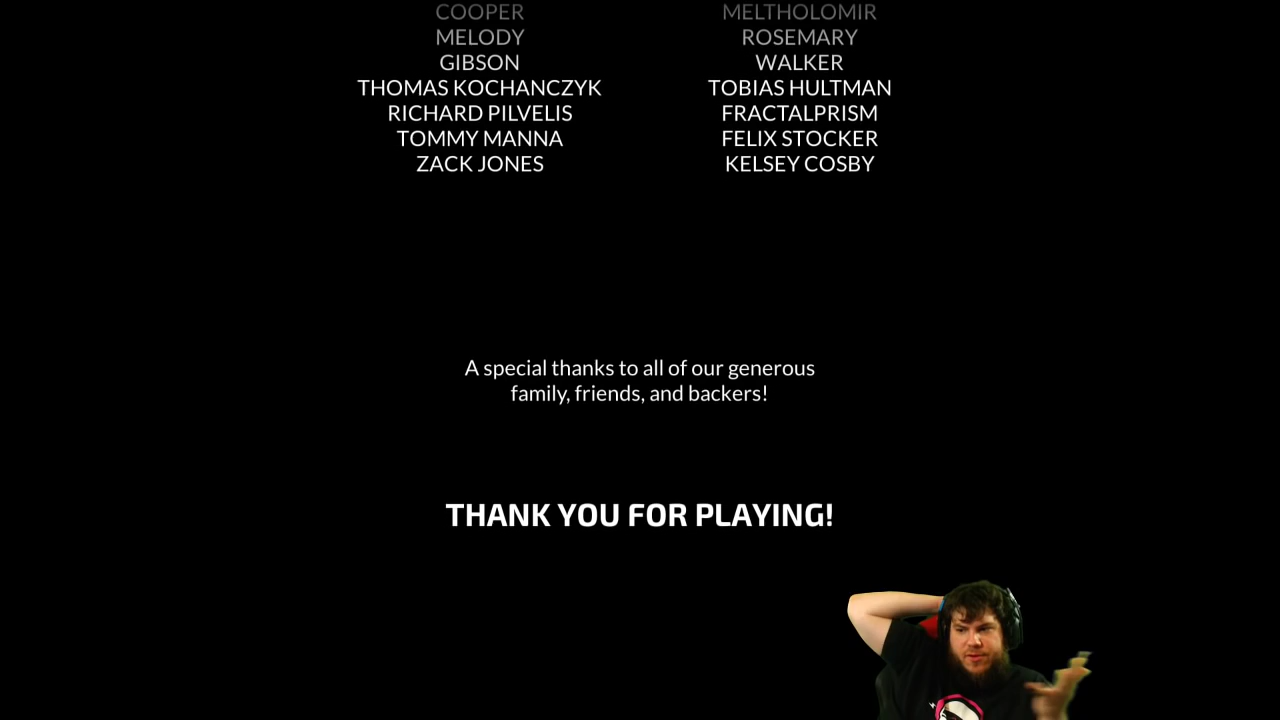 COOPER MELTHOLOMIR
MELODY ROSEMARY
GIBSON WALKER
THOMAS KOCHANCZYK TOBIAS HULTMAN
RICHARD PILVELIS FRACTALPRISM
TOMMY MANNA FELIX STOCKER
ZACK JONES KELSEY COSBY
A special thanks to all of our generous
family, friends, and backers!
THANK YOU FOR PLAYING!